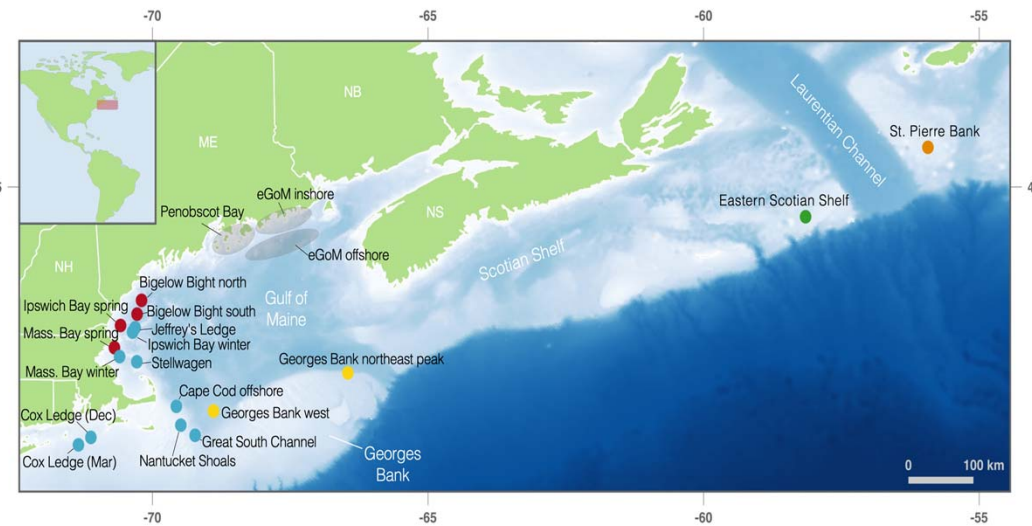 -70
-65
-60
-55
NB
ME
NH
NS
Laurentian Channel
St. Pierre Bank
Eastern Scotian Shelf
Scotian Shelf
eGoM inshore
Penobscot Bay
eGoM offshore
Gulf of
Maine
Bigelow Bight north
Ipswich Bay spring
Bigelow Bight south
Jeffrey's Ledge
Mass. Bay spring
Ipswich Bay winter
Stellwagen
Mass. Bay winter
Georges Bank northeast peak
Cape Cod offshore
Georges Bank west
Cox Ledge (Dec)
Great South Channel
Nantucket Shoals
Cox Ledge (Mar)
Georges
Bank
0
100 km
-70
-65
-60
-55